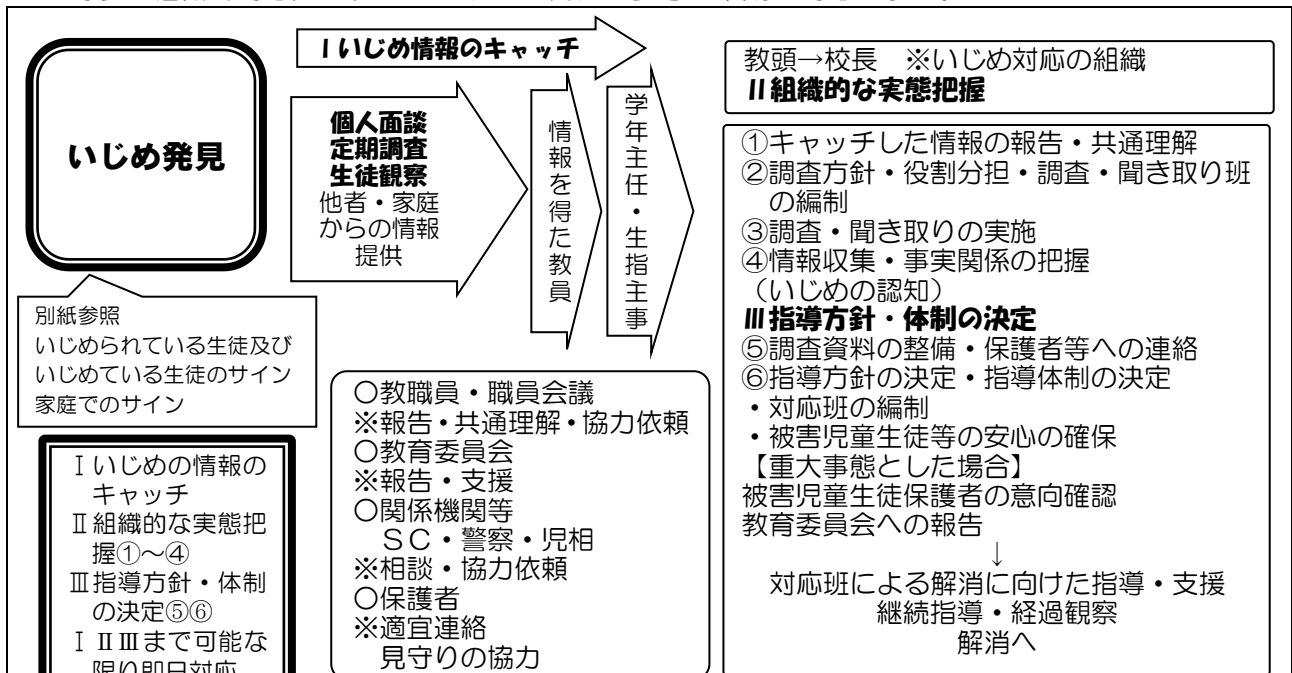 いじめ発見
Ⅰいじめ情報のキャッチ
個人面談
定期調査
生徒観察
他者・家庭
からの情報
提供
情報を得た教員
学年主任・生指主事
教頭→校長　※いじめ対応の組織
Ⅱ組織的な実態把握
①キャッチした情報の報告・共通理解
②調査方針・役割分担・調査・聞き取り班
の編制
③調査・聞き取りの実施
④情報収集・事実関係の把握
（いじめの認知）
Ⅲ指導方針・体制の決定
⑤調査資料の整備・保護者等への連絡
⑥指導方針の決定・指導体制の決定
・対応班の編制
・被害児童生徒等の安心の確保
【重大事態とした場合】
被害児童生徒保護者の意向確認
教育委員会への報告
↓
対応班による解消に向けた指導・支援
継続指導・経過観察
解消へ
別紙参照
いじめられている生徒及び
いじめている生徒のサイン
家庭でのサイン
Ⅰいじめの情報の
キャッチ
Ⅱ組織的な実態把
握①～④
Ⅲ指導方針・体制
の決定⑤⑥
Ⅰ ⅡⅢまで可能な
限り即日対応
〇教職員・職員会議
※報告・共通理解・協力依頼
〇教育委員会
※報告・支援
〇関係機関等
ＳＣ・警察・児相
※相談・協力依頼
〇保護者
※適宜連絡
見守りの協力